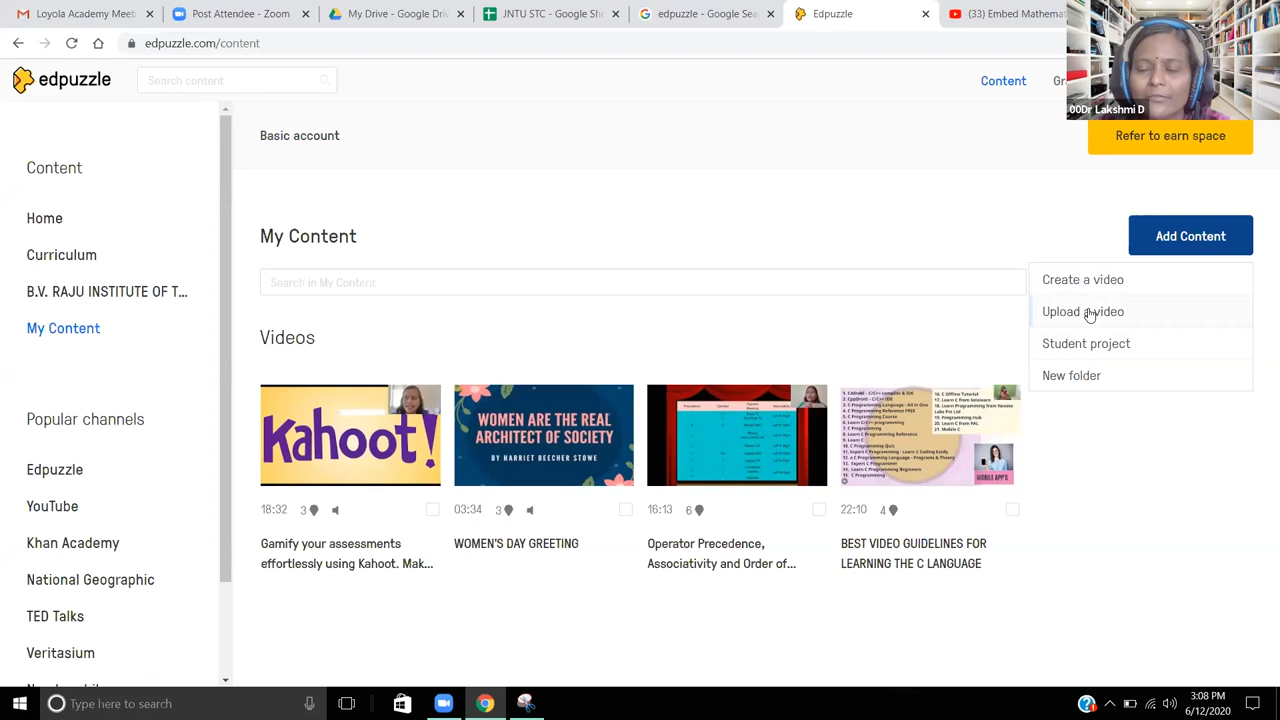 Loyola Academy Meeti
Post Attendee - Zoom
My Drive - Google Dri
JNTU STC - Google She
edpuzzle - Google Sea
Edpuzzle
(33) Embed Mathema
edpuzzle.com/content
00Dr Lakshmi D
edpuzzle
Search content
Content
Gr
Basic account
Refer to earn space
Content
Home
Curriculum
B.V. RAJU INSTITUTE OF T...
My Content
Popular channels
Edpuzzle
YouTube
Khan Academy
National Geographic
TED Talks
Veritasium
My Content
Add Content
Search in My Content
Create a video
Upload a video
Student project
New folder
Videos
Kahoot!
WOMEN ARE THE REAL
ARCHITECT OF SOCIETY
BY HARRIET BEECHER STOWE
18:32 3
03:34 3
16:13 6
22:10 4
Gamify your assessments
effortlessly using Kahoot. Mak...
WOMEN'S DAY GREETING
Operator Precedence,
Associativity and Order of...
BEST VIDEO GUIDELINES FOR
LEARNING THE C LANGUAGE
MOBILE APP'S
Type here to search
3:08 PM
6/12/2020